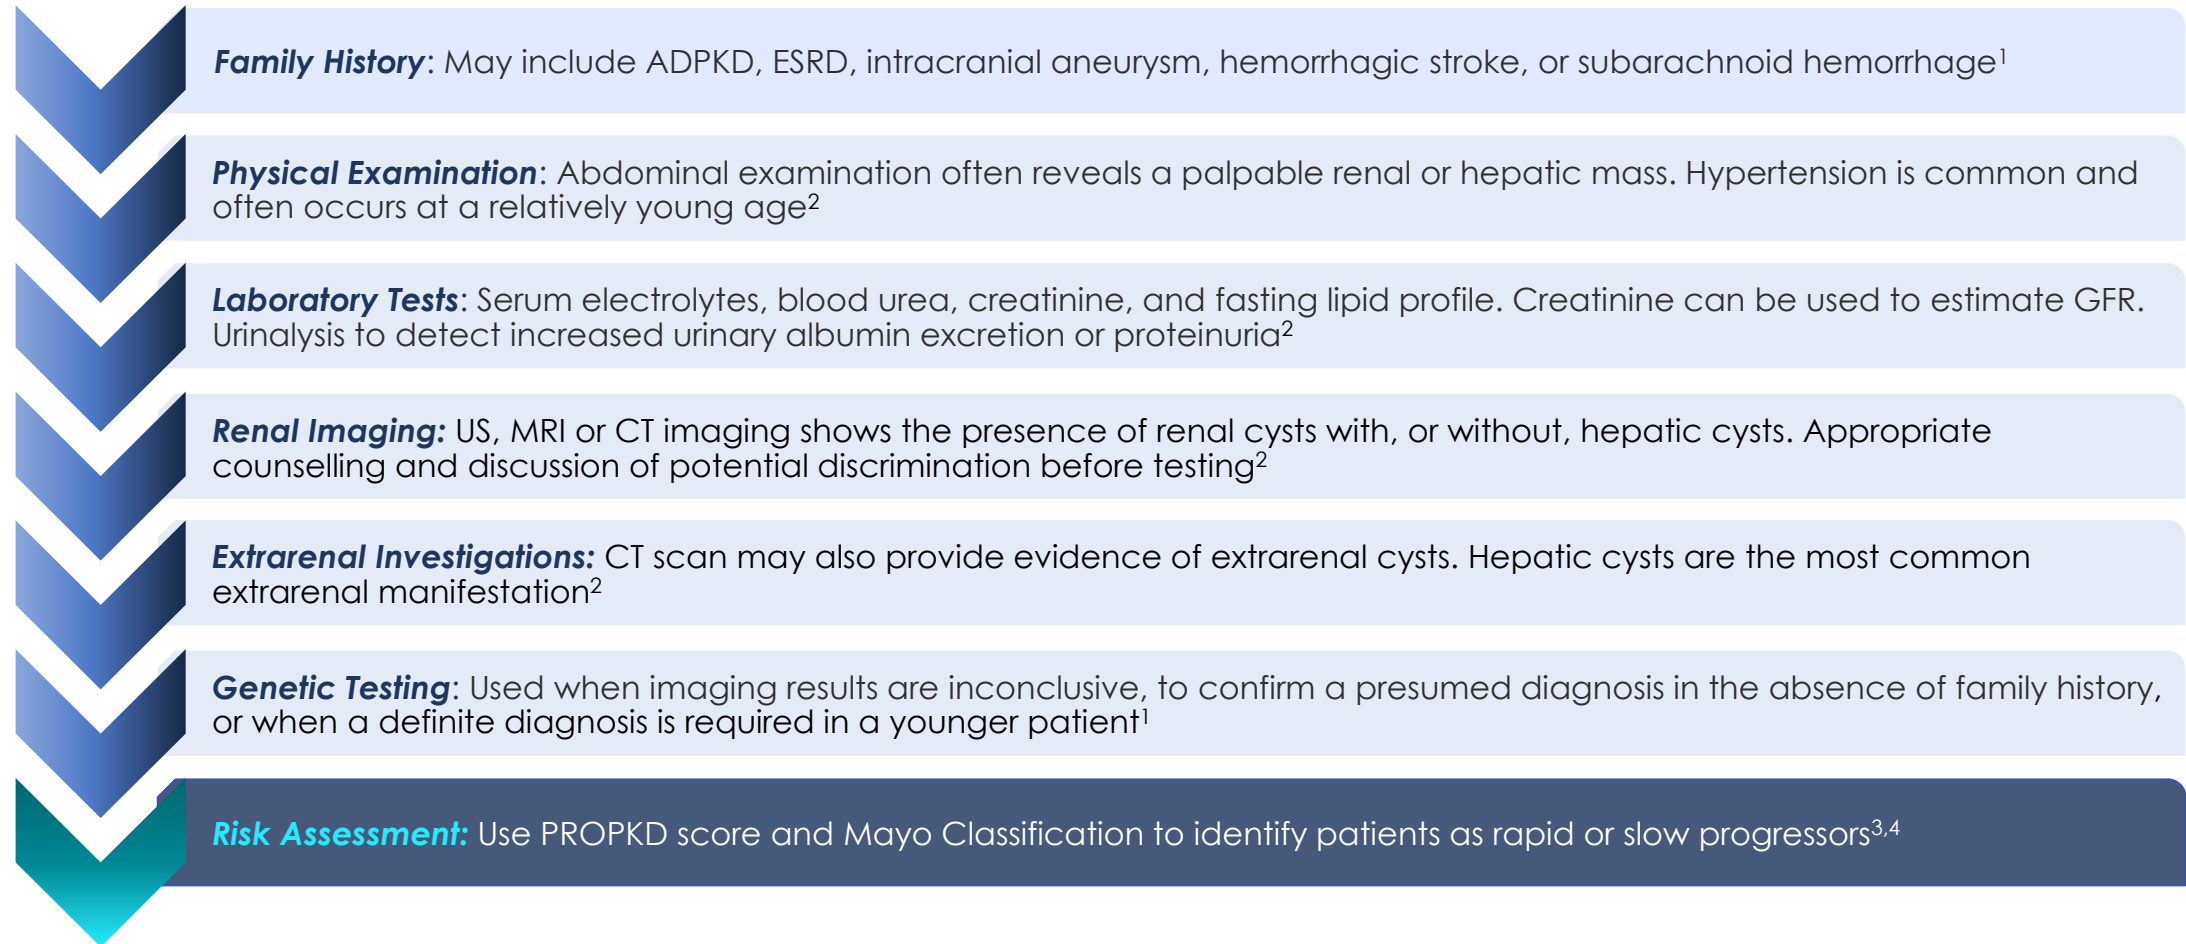 Family History: May include ADPKD, ESRD, intracranial aneurysm, hemorrhagic stroke, or subarachnoid hemorrhage¹
Physical Examination: Abdominal examination often reveals a palpable renal or hepatic mass. Hypertension is common and
often occurs at a relatively young age²
Laboratory Tests: Serum electrolytes, blood urea, creatinine, and fasting lipid profile. Creatinine can be used to estimate GFR.
Urinalysis to detect increased urinary albumin excretion or proteinuria²
Renal Imaging: US, MRI or CT imaging shows the presence of renal cysts with, or without, hepatic cysts. Appropriate
counselling and discussion of potential discrimination before testing²
Extrarenal Investigations: CT scan may also provide evidence of extrarenal cysts. Hepatic cysts are the most common
extrarenal manifestation²
Genetic Testing: Used when imaging results are inconclusive, to confirm a presumed diagnosis in the absence of family history,
or when a definite diagnosis is required in a younger patient¹
Risk Assessment: Use PROPKD score and Mayo Classification to identify patients as rapid or slow progressors³,⁴